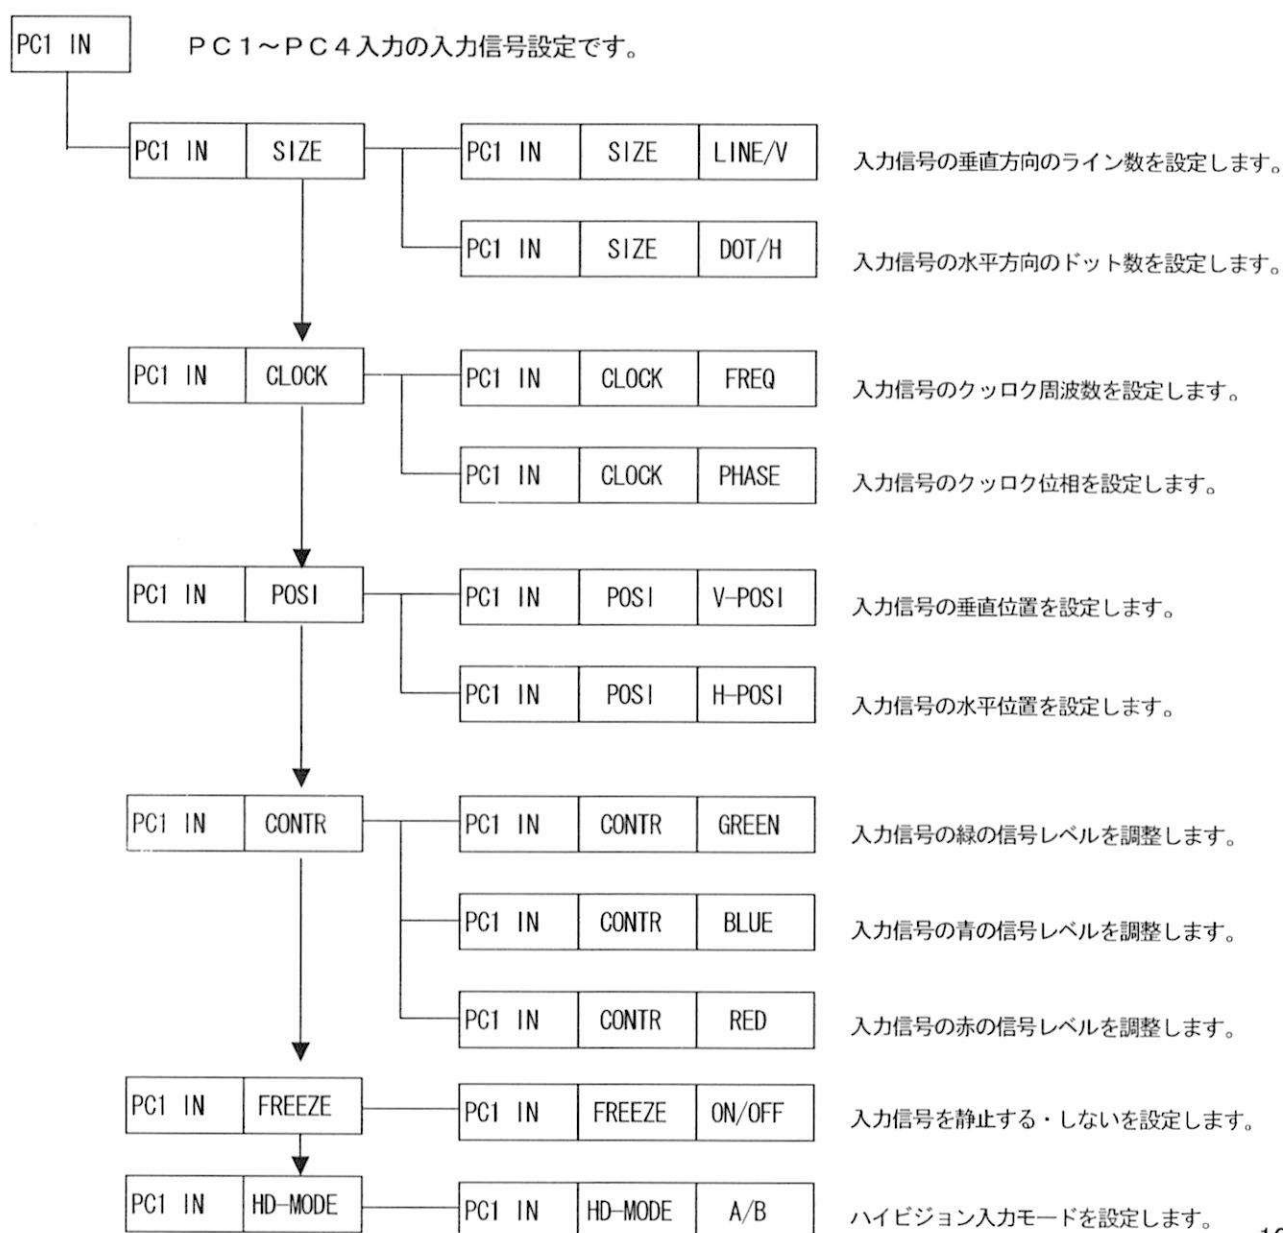 PC1 IN
ＰＣ１～ＰＣ４入力の入力信号設定です。
PC1 IN SIZE
PC1 IN SIZE LINE/V
入力信号の垂直方向のライン数を設定します。
PC1 IN SIZE DOT/H
入力信号の水平方向のドット数を設定します。
PC1 IN CLOCK
PC1 IN CLOCK FREQ
入力信号のクッロク周波数を設定します。
PC1 IN CLOCK PHASE
入力信号のクッロク位相を設定します。
PC1 IN POSI
PC1 IN POSI V-POSI
入力信号の垂直位置を設定します。
PC1 IN POSI H-POSI
入力信号の水平位置を設定します。
PC1 IN CONTR
PC1 IN CONTR GREEN
入力信号の緑の信号レベルを調整します。
PC1 IN CONTR BLUE
入力信号の青の信号レベルを調整します。
PC1 IN CONTR RED
入力信号の赤の信号レベルを調整します。
PC1 IN FREEZE
PC1 IN FREEZE ON/OFF
入力信号を静止する・しないを設定します。
PC1 IN HD-MODE
PC1 IN HD-MODE A/B
ハイビジョン入力モードを設定します。